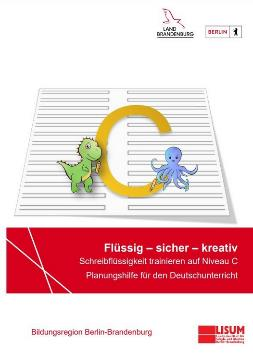 LAND
BRANDENBURG
BERLIN
C
Flüssig – sicher – kreativ
Schreibflüssigkeit trainieren auf Niveau C
Planungshilfe für den Deutschunterricht
Bildungsregion Berlin-Brandenburg
LISUM